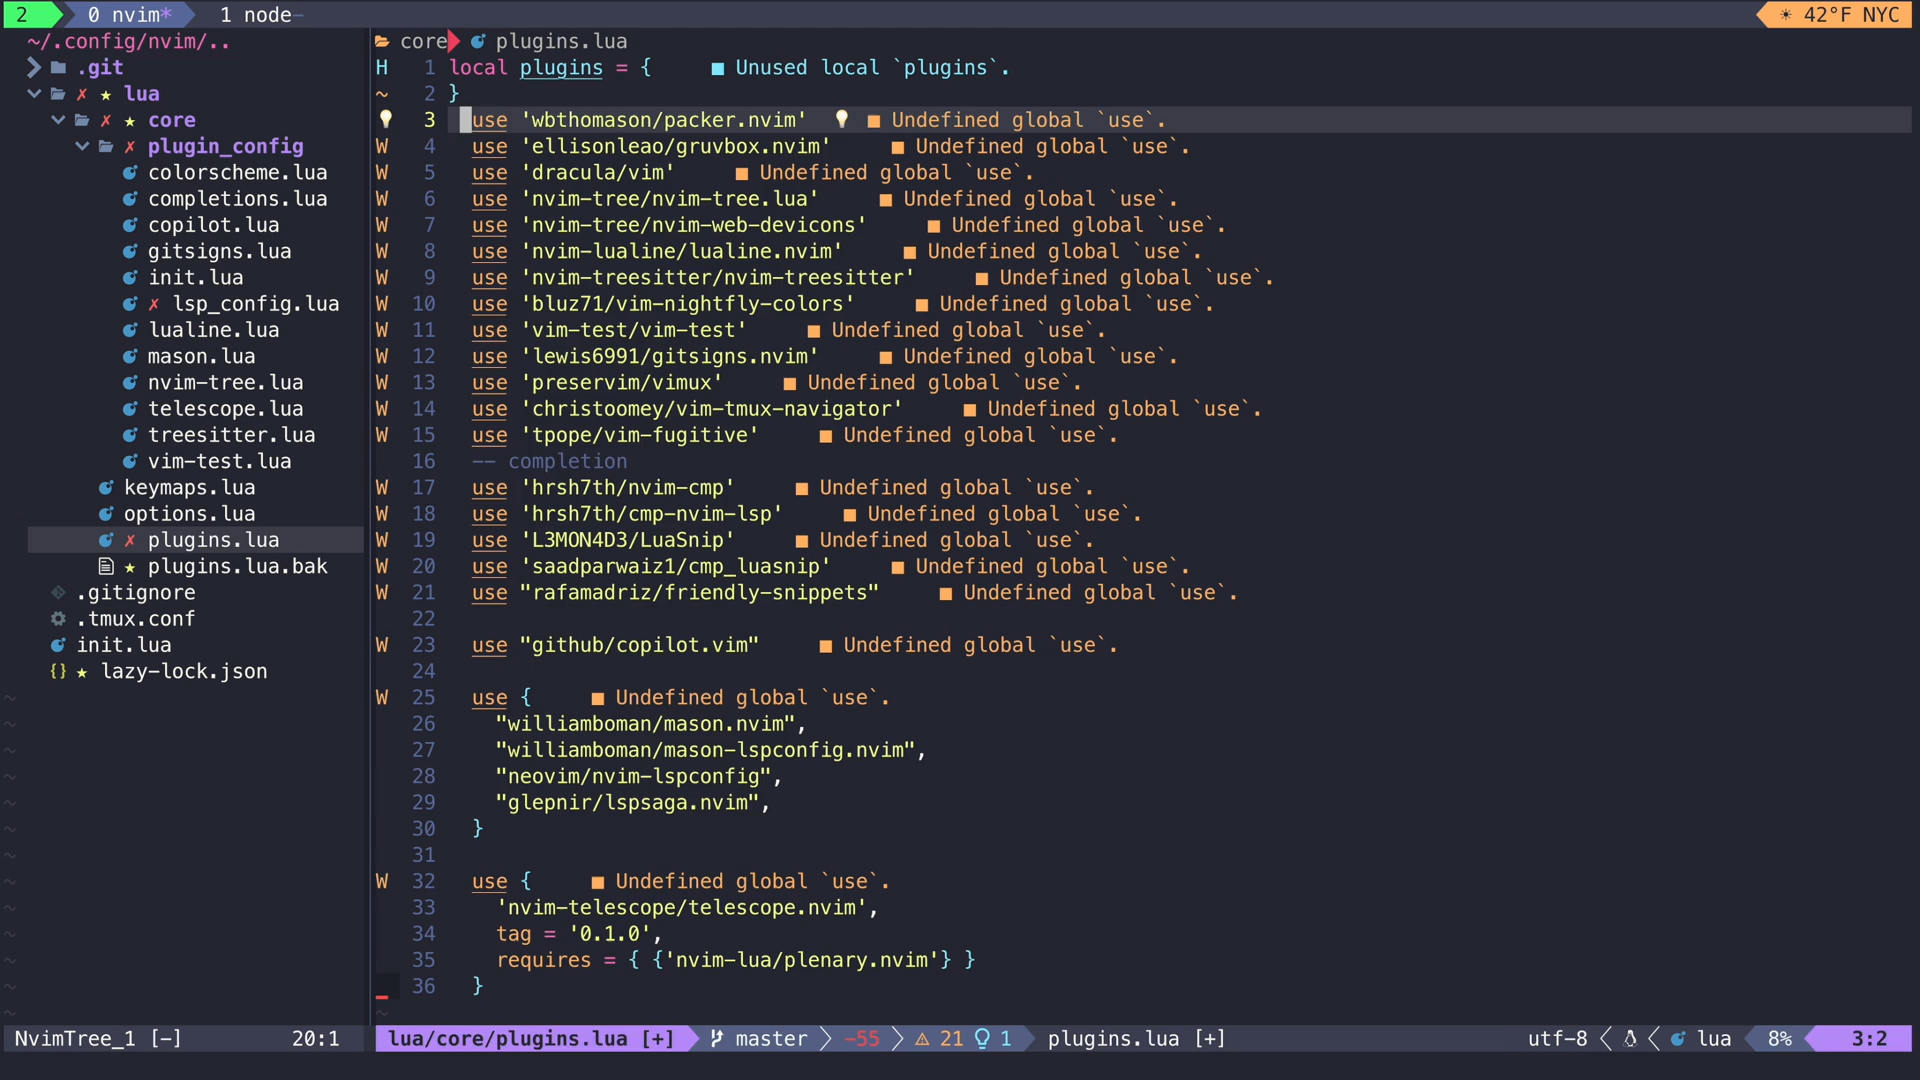 2 0 nvim* 1 node- ☀ 42°F NYC
~/.config/nvim/..
.git
✗ ★ lua
✗ ★ core
✗ plugin_config
colorscheme.lua
completions.lua
copilot.lua
gitsigns.lua
init.lua
✗ lsp_config.lua
lualine.lua
mason.lua
nvim-tree.lua
telescope.lua
treesitter.lua
vim-test.lua
keymaps.lua
options.lua
✗ plugins.lua
★ plugins.lua.bak
.gitignore
.tmux.conf
init.lua
{} ★ lazy-lock.json
NvimTree_1 [-] 20:1
core plugins.lua
H 1 local plugins = { ■ Unused local `plugins`.
~ 2 }
3 use 'wbthomason/packer.nvim' ■ Undefined global `use`.
W 4 use 'ellisonleao/gruvbox.nvim' ■ Undefined global `use`.
W 5 use 'dracula/vim' ■ Undefined global `use`.
W 6 use 'nvim-tree/nvim-tree.lua' ■ Undefined global `use`.
W 7 use 'nvim-tree/nvim-web-devicons' ■ Undefined global `use`.
W 8 use 'nvim-lualine/lualine.nvim' ■ Undefined global `use`.
W 9 use 'nvim-treesitter/nvim-treesitter' ■ Undefined global `use`.
W 10 use 'bluz71/vim-nightfly-colors' ■ Undefined global `use`.
W 11 use 'vim-test/vim-test' ■ Undefined global `use`.
W 12 use 'lewis6991/gitsigns.nvim' ■ Undefined global `use`.
W 13 use 'preservim/vimux' ■ Undefined global `use`.
W 14 use 'christoomey/vim-tmux-navigator' ■ Undefined global `use`.
W 15 use 'tpope/vim-fugitive' ■ Undefined global `use`.
16 -- completion
W 17 use 'hrsh7th/nvim-cmp' ■ Undefined global `use`.
W 18 use 'hrsh7th/cmp-nvim-lsp' ■ Undefined global `use`.
W 19 use 'L3MON4D3/LuaSnip' ■ Undefined global `use`.
W 20 use 'saadparwaiz1/cmp_luasnip' ■ Undefined global `use`.
W 21 use "rafamadriz/friendly-snippets" ■ Undefined global `use`.
22
W 23 use "github/copilot.vim" ■ Undefined global `use`.
24
W 25 use { ■ Undefined global `use`.
26 "williamboman/mason.nvim",
27 "williamboman/mason-lspconfig.nvim",
28 "neovim/nvim-lspconfig",
29 "glepnir/lspsaga.nvim",
30 }
31
W 32 use { ■ Undefined global `use`.
33 'nvim-telescope/telescope.nvim',
34 tag = '0.1.0',
35 requires = { {'nvim-lua/plenary.nvim'} }
36 }
lua/core/plugins.lua [+] master -55 ⚠ 21 1 plugins.lua [+] utf-8 lua 8% 3:2